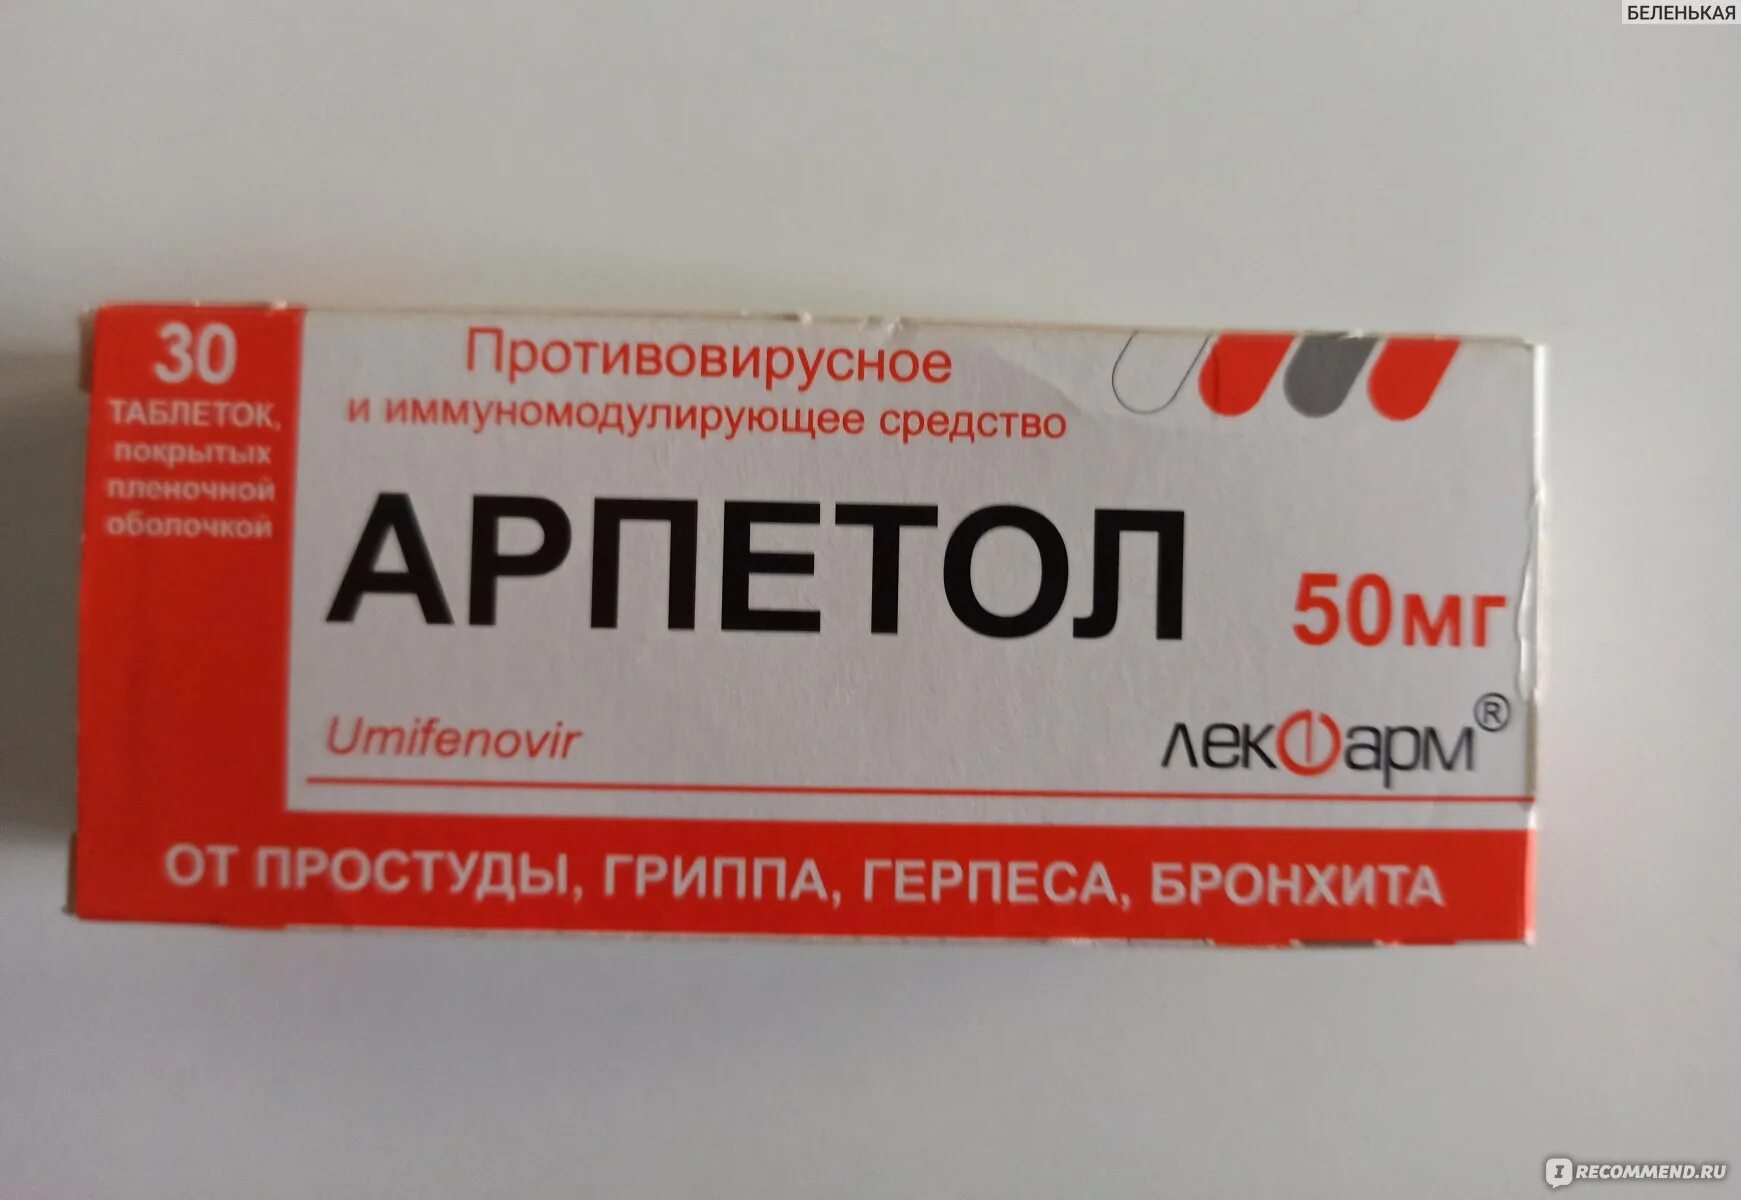 БЕЛЕНЬКАЯ
30
ТАБЛЕТОК,
покрытых
пленочной
оболочкой
Противовирусное
и иммуномодулирующее средство
АРПЕТОЛ
50мг
Umifenovir
лекфарм®
ОТ ПРОСТУДЫ, ГРИППА, ГЕРПЕСА, БРОНХИТА
IRECOMMEND.RU